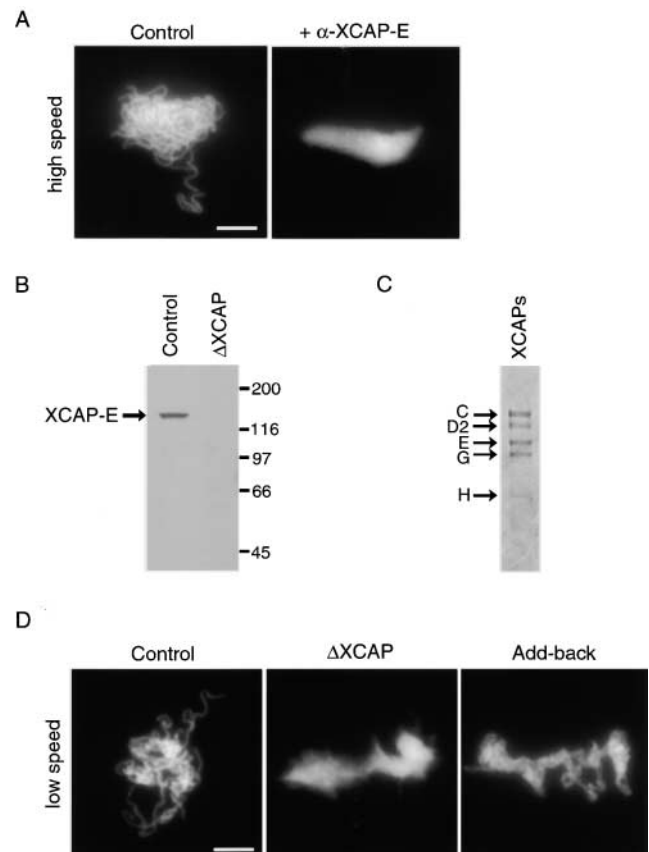 A
Control
+ α-XCAP-E
high speed
B
Control
ΔXCAP
XCAP-E
200
116
97
66
45
C
XCAPs
C
D2
E
G
H
D
Control
ΔXCAP
Add-back
low speed